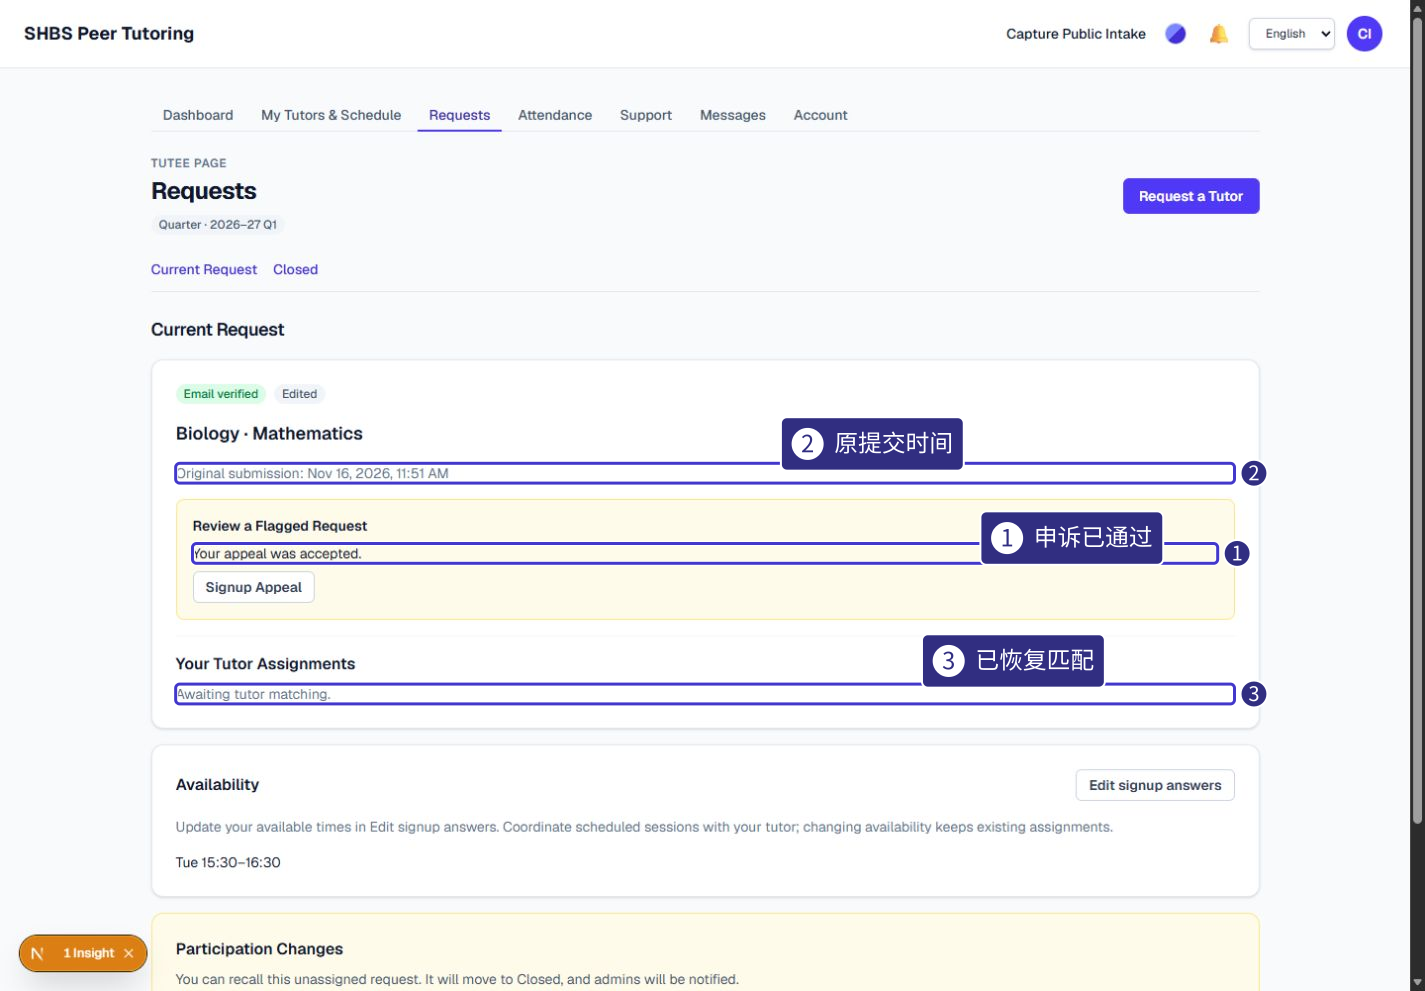 SHBS Peer Tutoring
Capture Public Intake
English
CI
Dashboard
My Tutors & Schedule
Requests
Attendance
Support
Messages
Account
TUTEE PAGE
Requests
Request a Tutor
Quarter · 2026–27 Q1
Current Request
Closed
Current Request
Email verified
Edited
Biology · Mathematics
2 原提交时间
Original submission: Nov 16, 2026, 11:51 AM
2
Review a Flagged Request
1 申诉已通过
Your appeal was accepted.
1
Signup Appeal
Your Tutor Assignments
3 已恢复匹配
Awaiting tutor matching.
3
Availability
Edit signup answers
Update your available times in Edit signup answers. Coordinate scheduled sessions with your tutor; changing availability keeps existing assignments.
Tue 15:30–16:30
N 1 Insight ×
Participation Changes
You can recall this unassigned request. It will move to Closed, and admins will be notified.